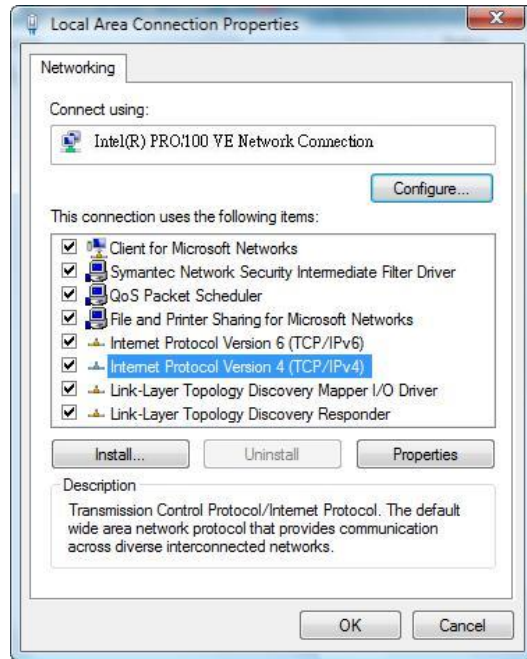 Local Area Connection Properties
Networking
Connect using:
Intel(R) PRO/100 VE Network Connection
Configure...
This connection uses the following items:
Client for Microsoft Networks
Symantec Network Security Intermediate Filter Driver
QoS Packet Scheduler
File and Printer Sharing for Microsoft Networks
Internet Protocol Version 6 (TCP/IPv6)
Internet Protocol Version 4 (TCP/IPv4)
Link-Layer Topology Discovery Mapper I/O Driver
Link-Layer Topology Discovery Responder
Install... Uninstall Properties
Description
Transmission Control Protocol/Internet Protocol. The default
wide area network protocol that provides communication
across diverse interconnected networks.
OK Cancel